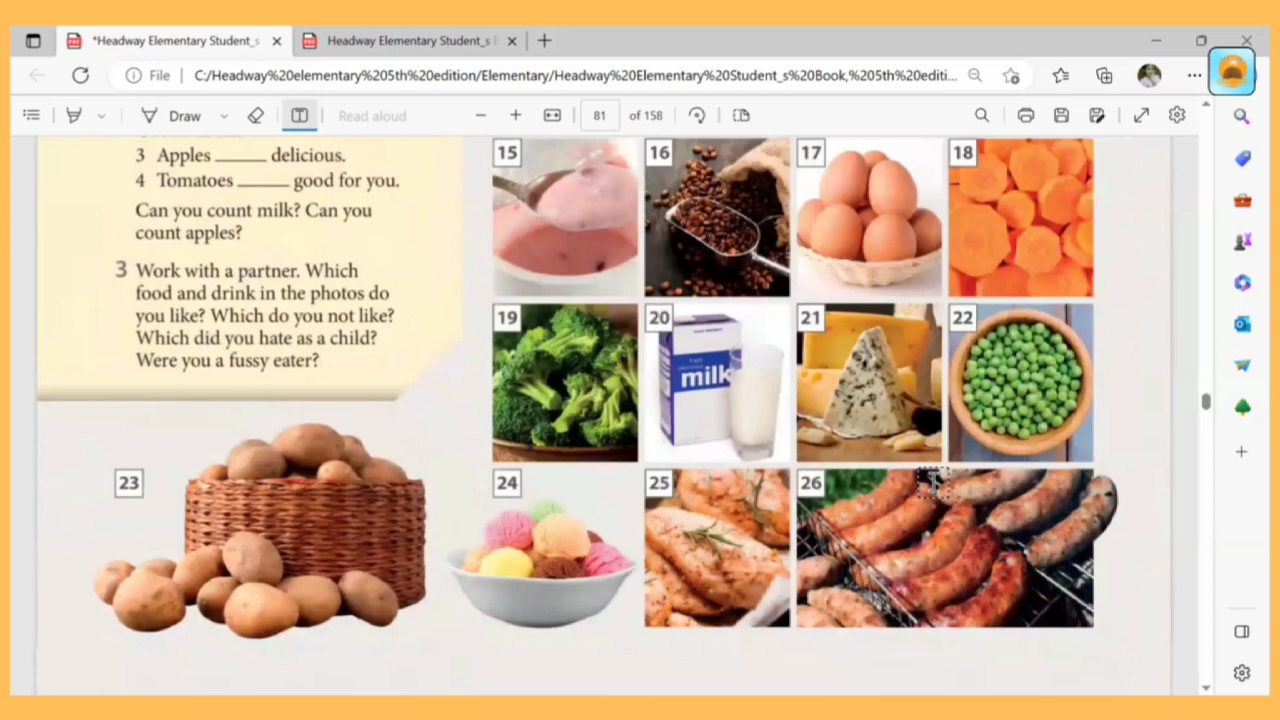 *Headway Elementary Student_s
Headway Elementary Student_s E
File
C:/Headway%20elementary%205th%20edition/Elementary/Headway%20Elementary%20Student_s%20Book,%205th%20editi...
Draw
Read aloud
81
of 158
3 Apples ______ delicious.
4 Tomatoes ______ good for you.
Can you count milk? Can you
count apples?
3 Work with a partner. Which
food and drink in the photos do
you like? Which do you not like?
Which did you hate as a child?
Were you a fussy eater?
15
16
17
18
19
20
milk
21
22
23
24
25
26